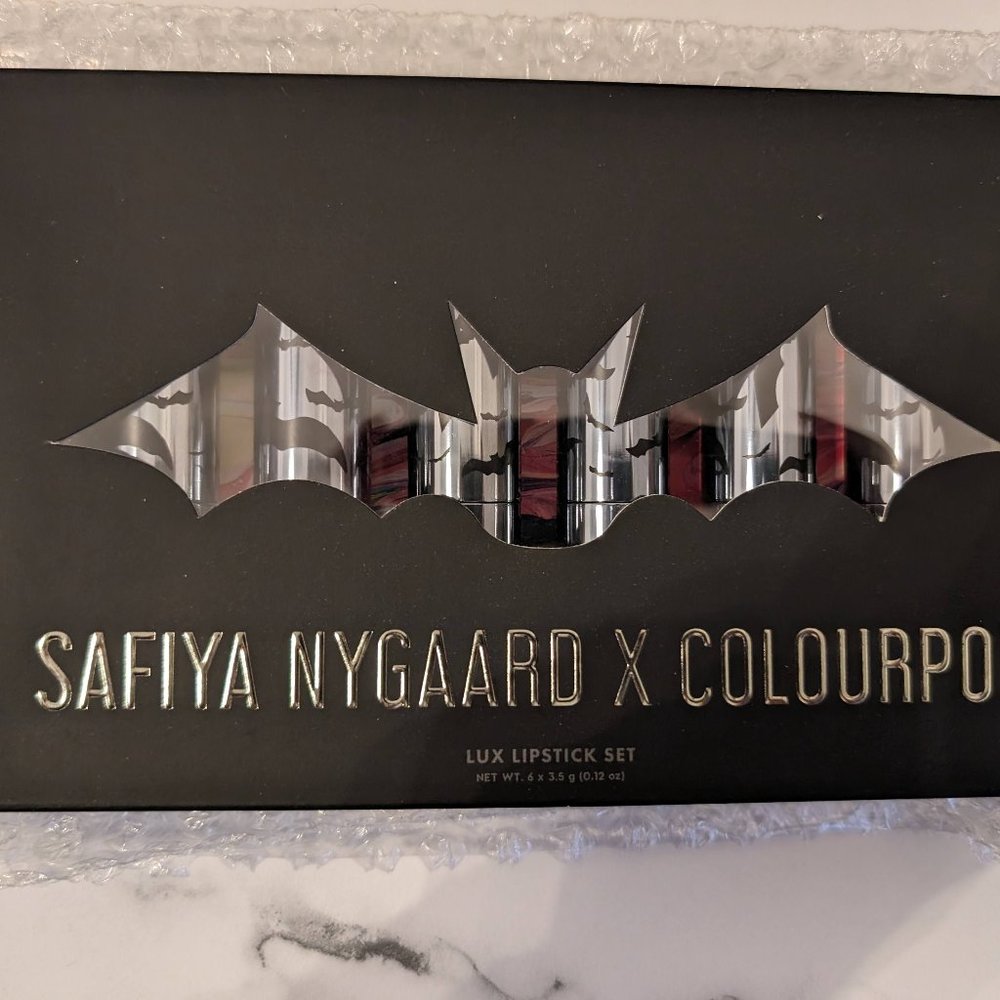 SAFIYA NYGAARD X COLOURPO
LUX LIPSTICK SET
NET WT. 6 x 3.5 g (0.12 oz)